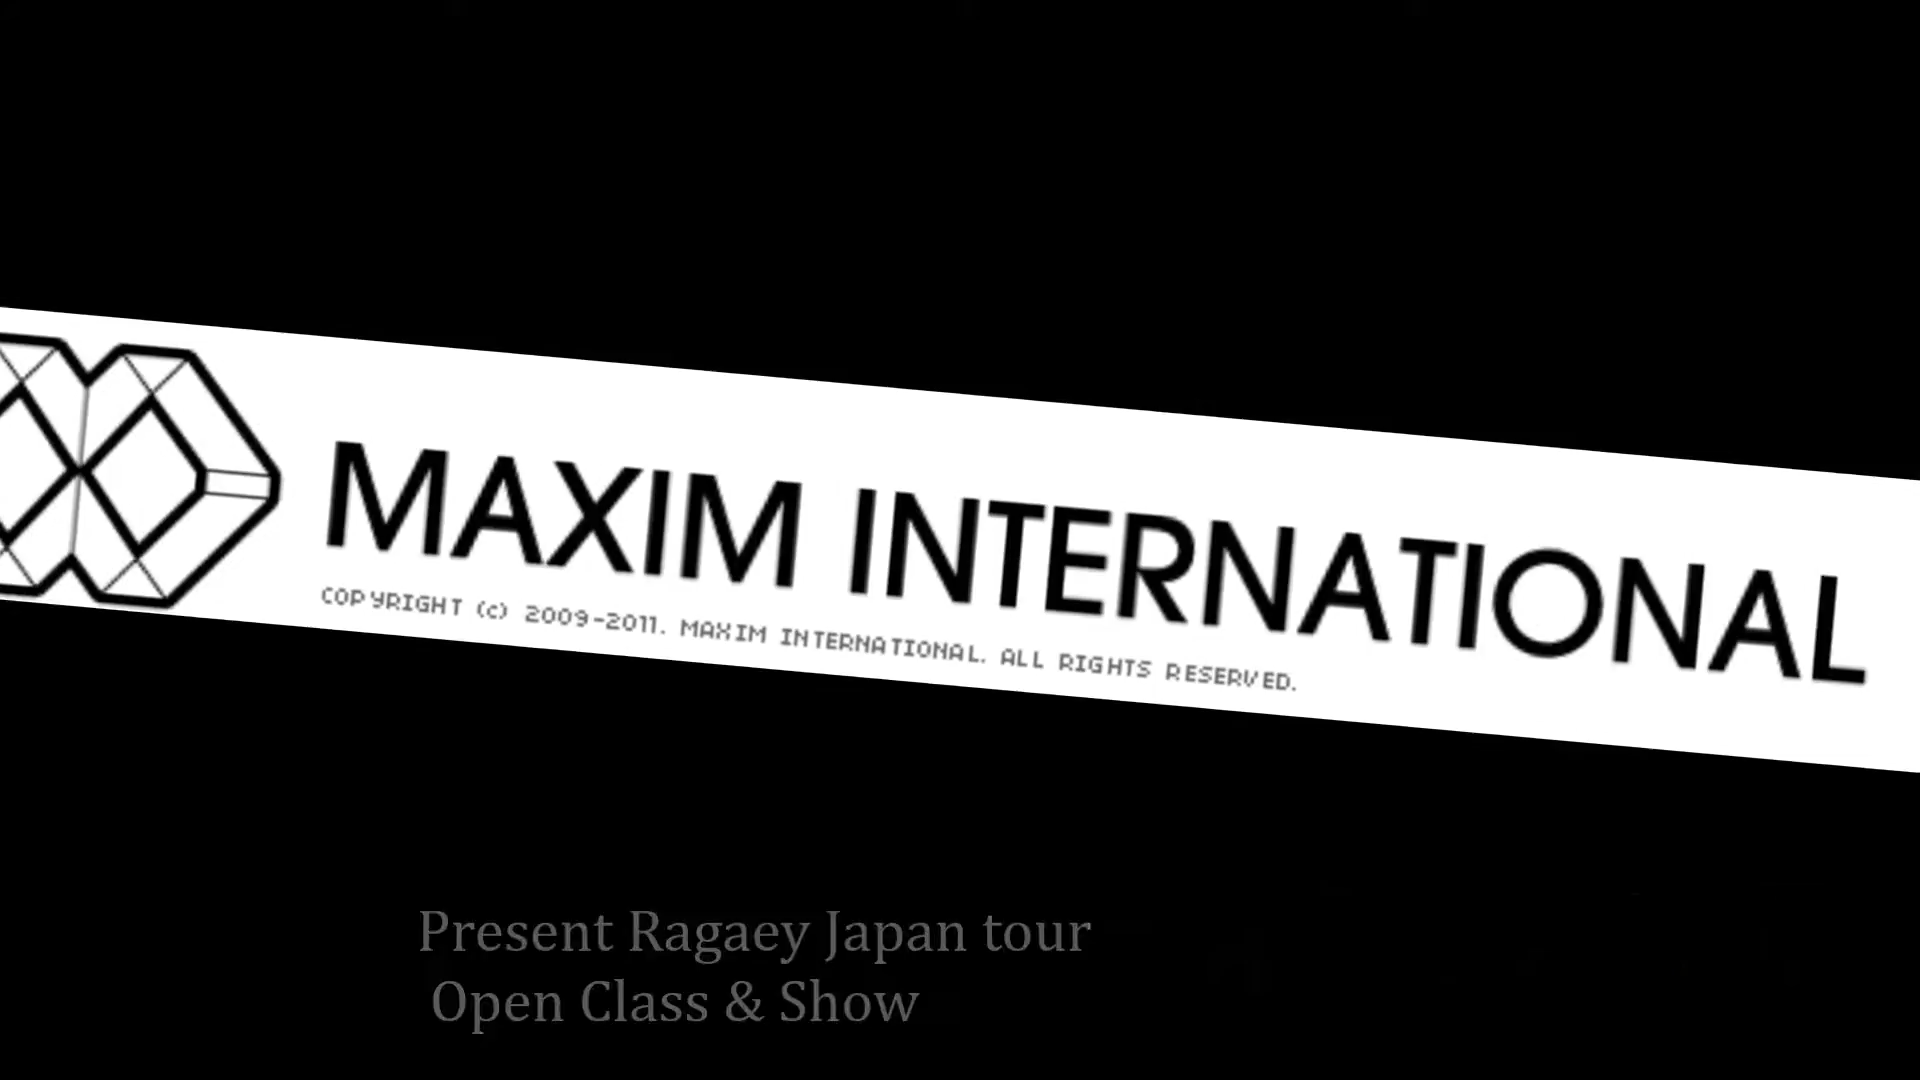 MAXIM INTERNATIONAL
COPYRIGHT (c) 2009-2011. MAXIM INTERNATIONAL. ALL RIGHTS RESERVED.
Present Ragaey Japan tour
Open Class & Show